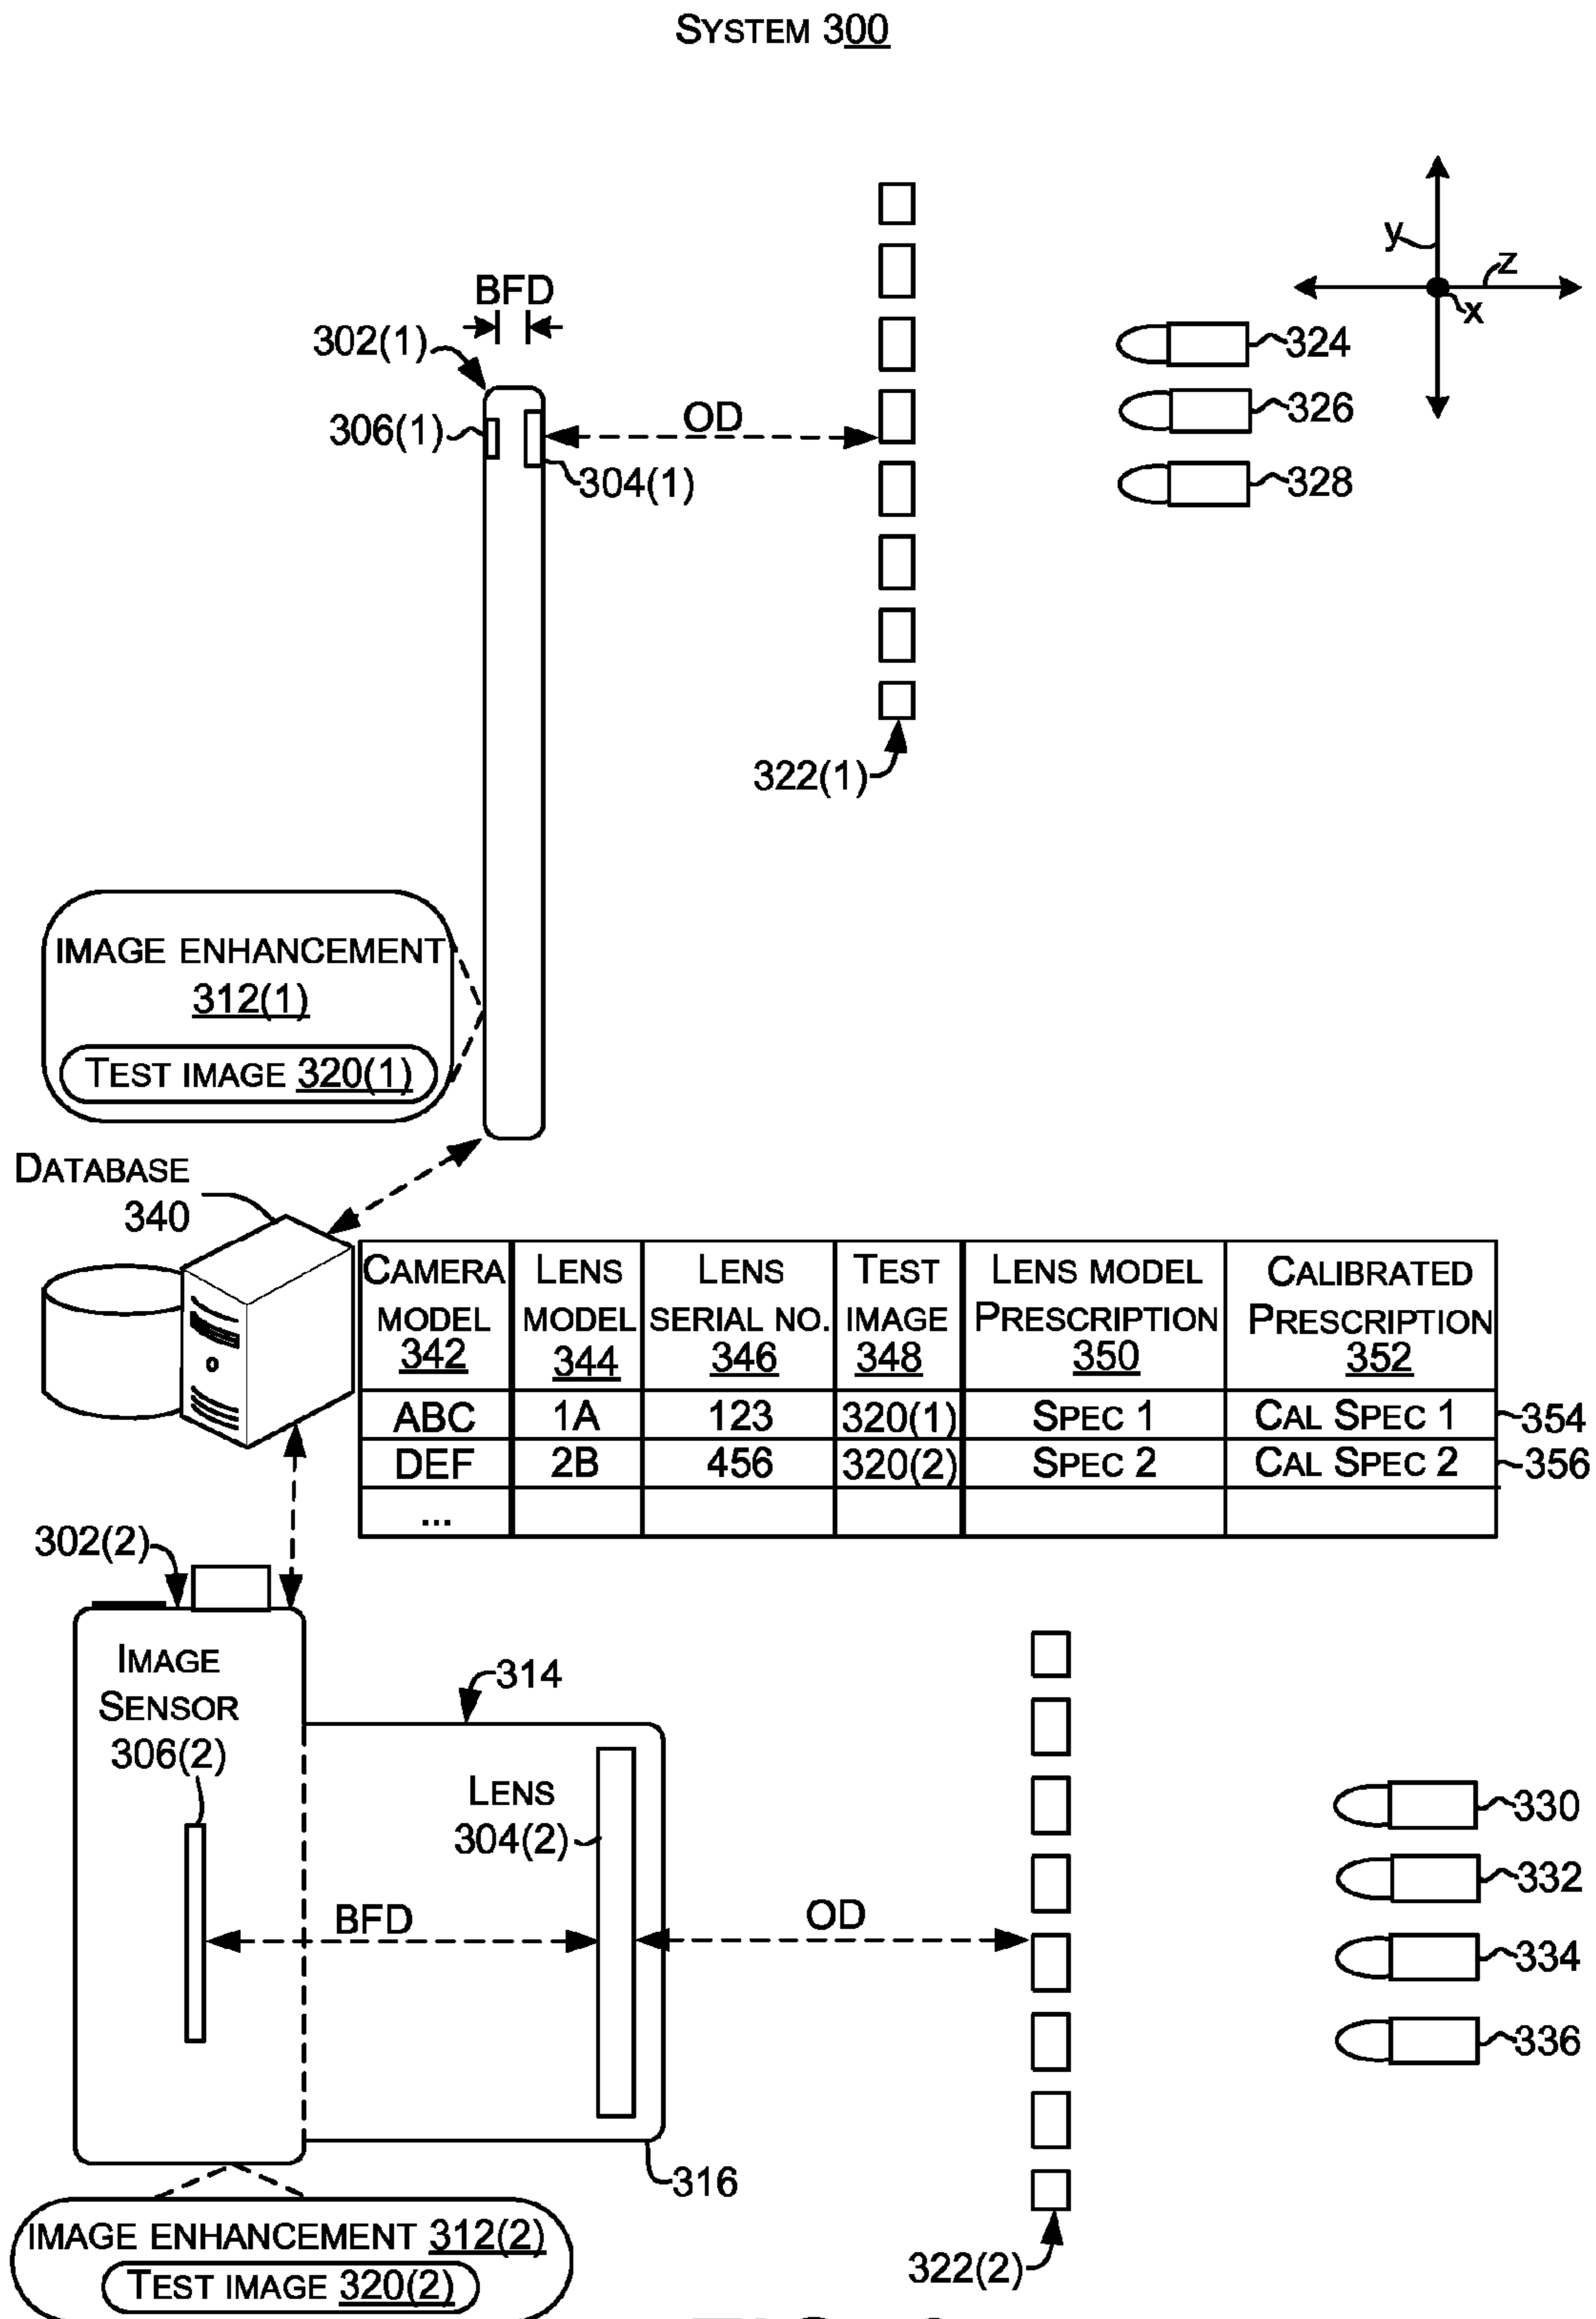 SYSTEM 300
y
z
x
BFD
302(1)
306(1)
OD
304(1)
324
326
328
322(1)
IMAGE ENHANCEMENT
312(1)
TEST IMAGE 320(1)
DATABASE
340
CAMERA MODEL 342
LENS MODEL 344
LENS SERIAL NO. 346
TEST IMAGE 348
LENS MODEL PRESCRIPTION 350
CALIBRATED PRESCRIPTION 352
ABC 1A 123 320(1) SPEC 1 CAL SPEC 1 354
DEF 2B 456 320(2) SPEC 2 CAL SPEC 2 356
...
302(2)
IMAGE
SENSOR
306(2)
314
LENS
304(2)
BFD
OD
330
332
334
336
316
322(2)
IMAGE ENHANCEMENT 312(2)
TEST IMAGE 320(2)